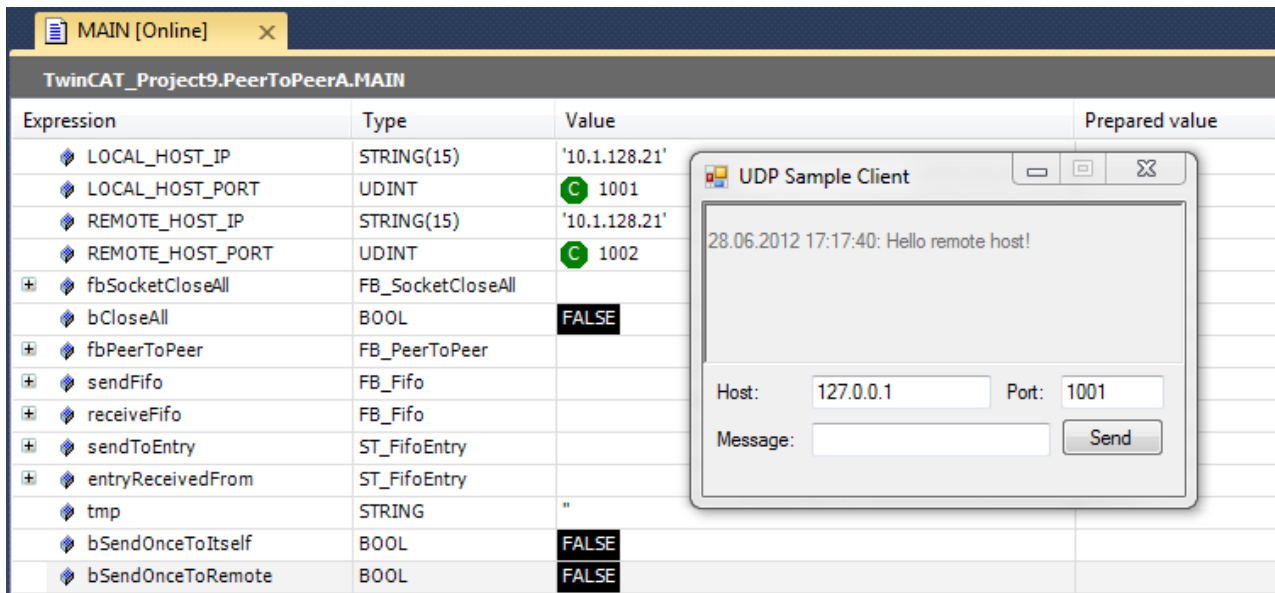 MAIN [Online]
TwinCAT_Project9.PeerToPeerA.MAIN
Expression Type Value Prepared value
LOCAL_HOST_IP STRING(15) '10.1.128.21'
LOCAL_HOST_PORT UDINT C 1001
REMOTE_HOST_IP STRING(15) '10.1.128.21'
REMOTE_HOST_PORT UDINT C 1002
fbSocketCloseAll FB_SocketCloseAll
bCloseAll BOOL FALSE
fbPeerToPeer FB_PeerToPeer
sendFifo FB_Fifo
receiveFifo FB_Fifo
sendToEntry ST_FifoEntry
entryReceivedFrom ST_FifoEntry
tmp STRING ''
bSendOnceToItself BOOL FALSE
bSendOnceToRemote BOOL FALSE
UDP Sample Client
28.06.2012 17:17:40: Hello remote host!
Host: 127.0.0.1 Port: 1001
Message: Send